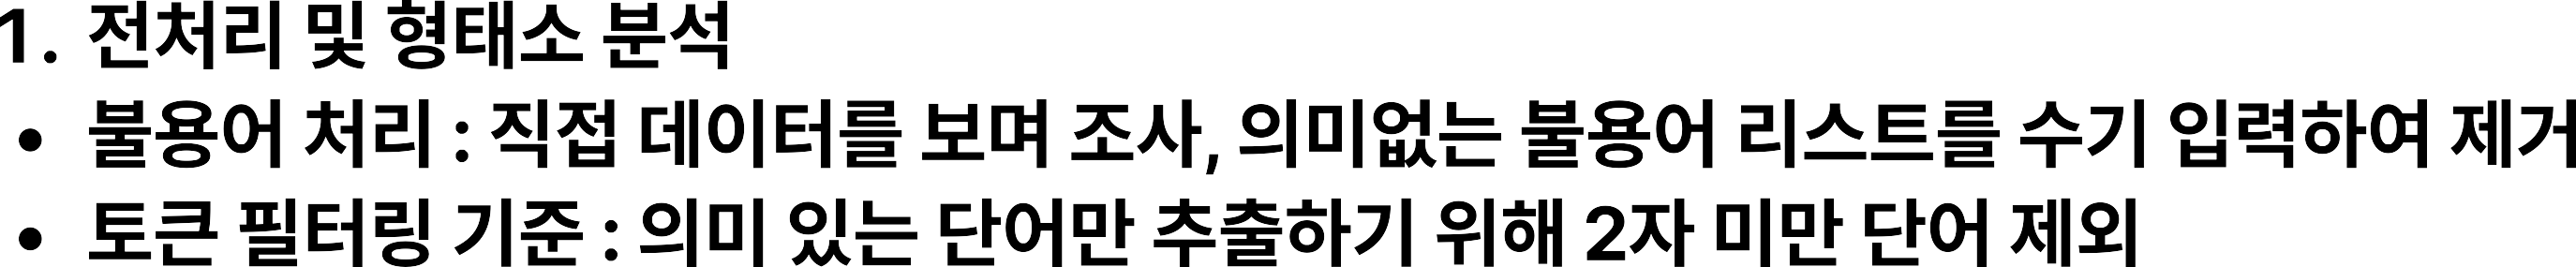 1. 전처리 및 형태소 분석
• 불용어 처리 : 직접 데이터를 보며 조사, 의미없는 불용어 리스트를 수기 입력하여 제거
• 토큰 필터링 기준 : 의미 있는 단어만 추출하기 위해 2자 미만 단어 제외